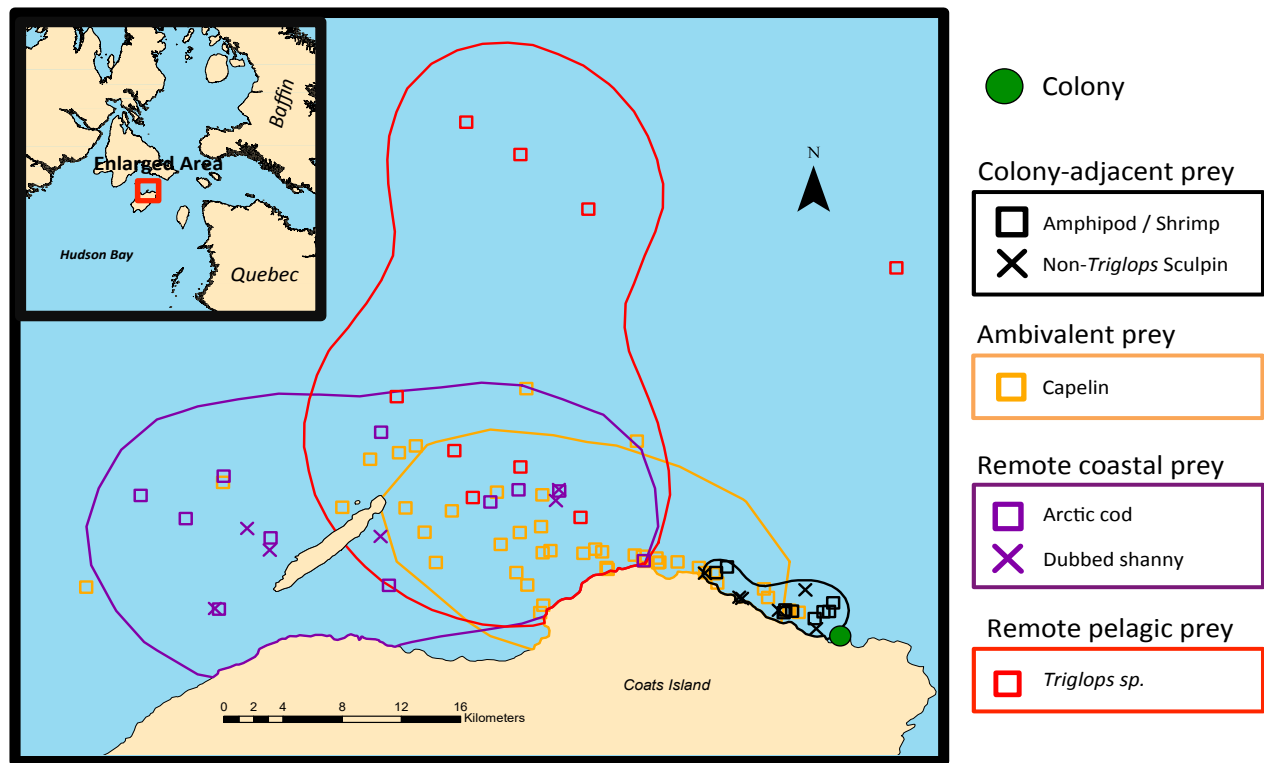 Baffin
Enlarged Area
Hudson Bay
Quebec
N
Coats Island
0 2 4 8 12 16
Kilometers
Colony
Colony-adjacent prey
Amphipod / Shrimp
Non-Triglops Sculpin
Ambivalent prey
Capelin
Remote coastal prey
Arctic cod
Dubbed shanny
Remote pelagic prey
Triglops sp.